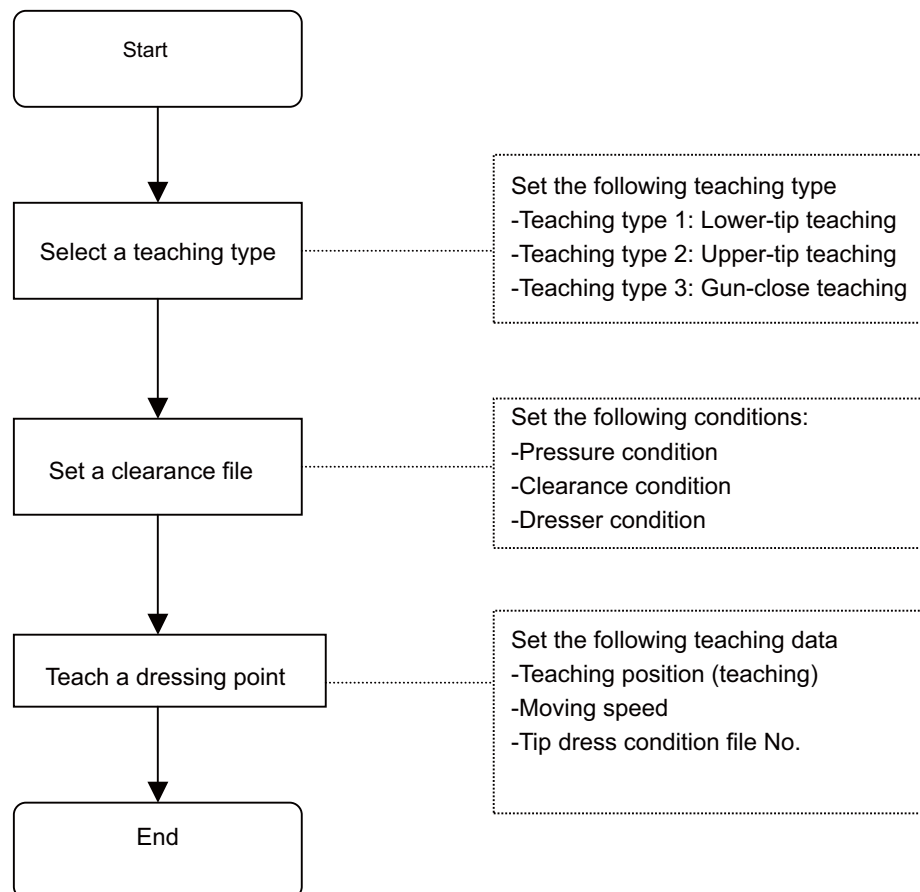 Start
Select a teaching type
Set the following teaching type
-Teaching type 1: Lower-tip teaching
-Teaching type 2: Upper-tip teaching
-Teaching type 3: Gun-close teaching
Set a clearance file
Set the following conditions:
-Pressure condition
-Clearance condition
-Dresser condition
Teach a dressing point
Set the following teaching data
-Teaching position (teaching)
-Moving speed
-Tip dress condition file No.
End